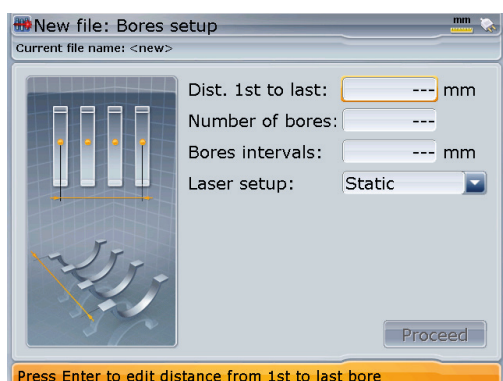 New file: Bores setup
mm
Current file name: <new>
Dist. 1st to last: --- mm
Number of bores: ---
Bores intervals: --- mm
Laser setup: Static
Proceed
Press Enter to edit distance from 1st to last bore